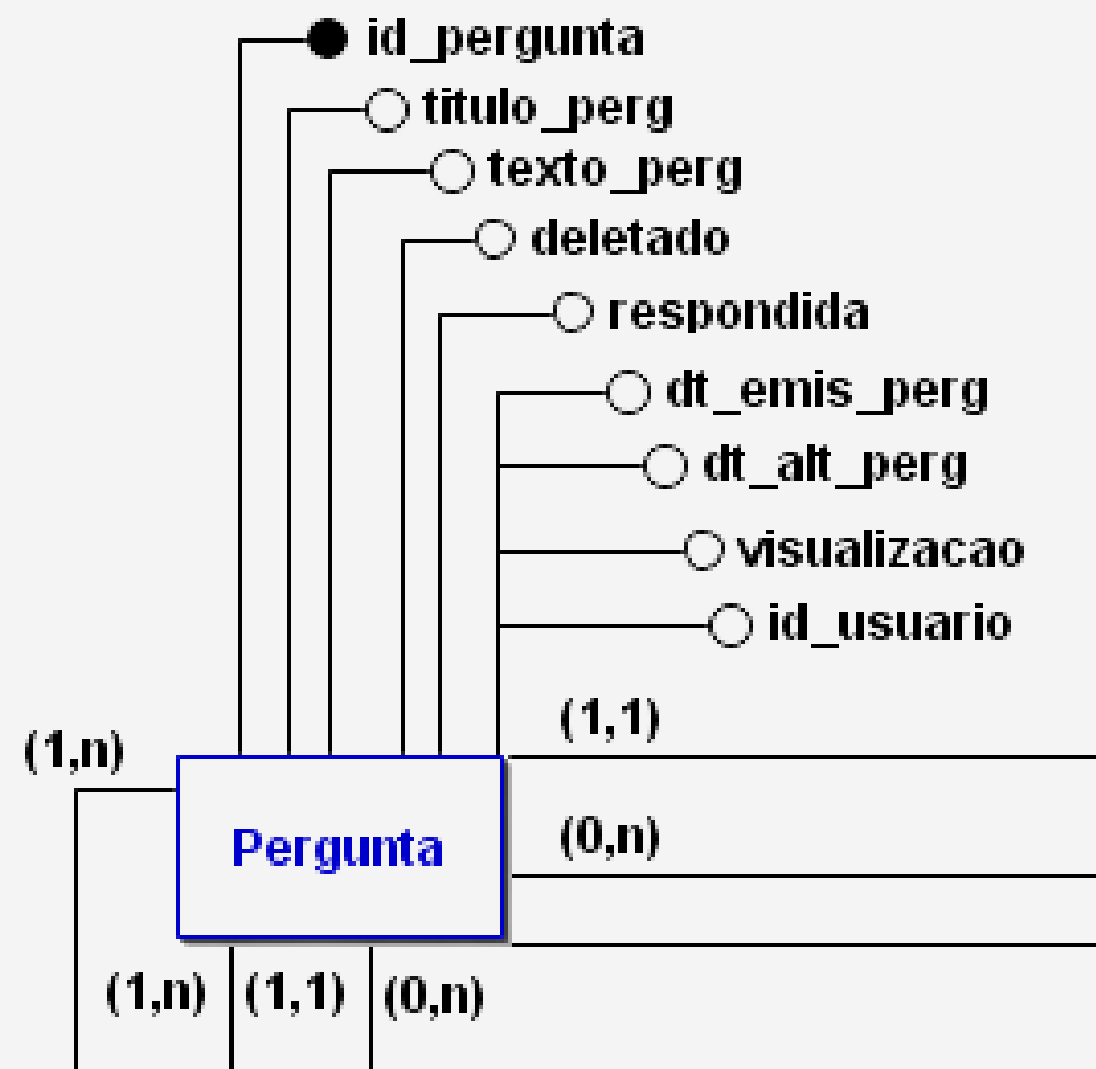 id_pergunta
titulo_perg
texto_perg
deletado
respondida
dt_emis_perg
dt_alt_perg
visualizacao
id_usuario
(1,1)
(1,n)
Pergunta
(0,n)
(1,n) (1,1) (0,n)